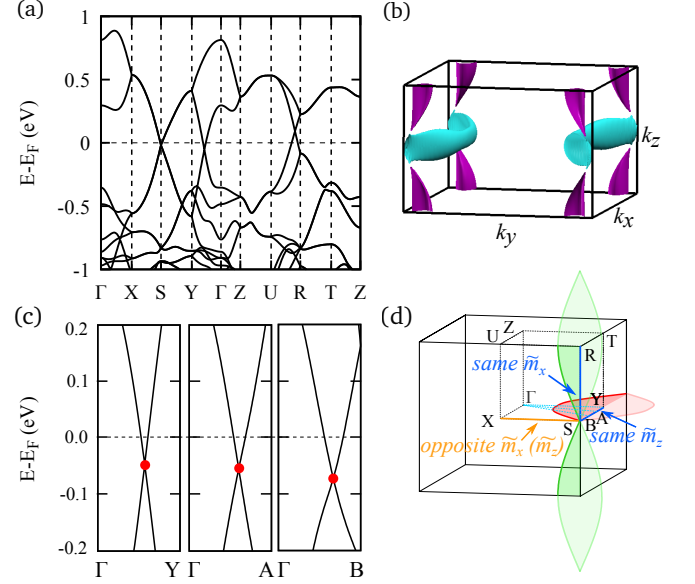 (a)
E-E_F (eV)
1
0.5
0
-0.5
-1
Γ X S Y Γ Z U R T Z
(b)
k_z
k_x
k_y
(c)
E-E_F (eV)
0.2
0.1
0.0
-0.1
-0.2
Γ Y Γ A Γ B
(d)
U Z T
R
same m̃_x
Γ Y
X S B A
opposite m̃_x (m̃_z)
same m̃_z